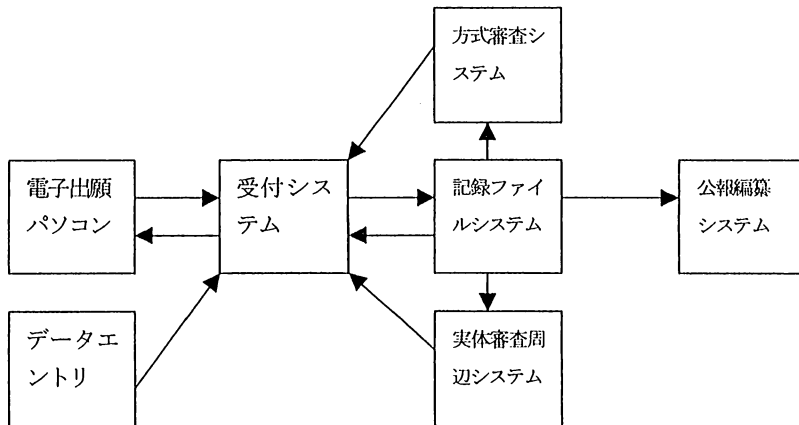 方式審査シ
ステム
電子出願
パソコン
受付シス
テム
記録ファイ
ルシステム
公報編纂
システム
データエ
ントリ
実体審査周
辺システム